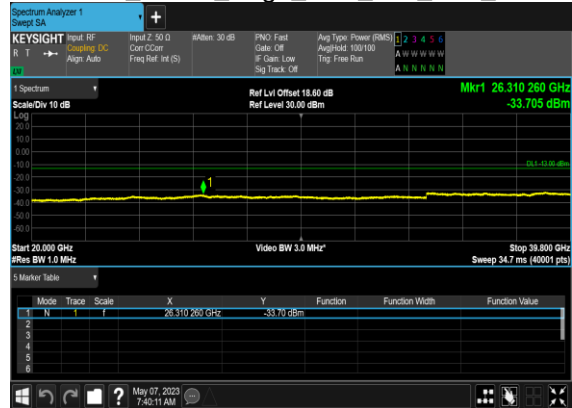 Spectrum Analyzer 1
Swept SA
+
KEYSIGHT
R T
Input: RF
Coupling: DC
Align: Auto
Input Z: 50 Ω
Corr CCorr
Freq Ref: Int (S)
#Atten: 30 dB
PNO: Fast
Gate: Off
IF Gain: Low
Sig Track: Off
Avg Type: Power (RMS)
Avg|Hold: 100/100
Trig: Free Run
1 2 3 4 5 6
A W W W W W
A N N N N N
1 Spectrum
Scale/Div 10 dB
Ref Lvl Offset 18.60 dB
Ref Level 30.00 dBm
Mkr1 26.310 260 GHz
-33.705 dBm
Log
20.0
10.0
0.00
-10.0
-20.0
-30.0
-40.0
-50.0
-60.0
DL1 -13.00 dBm
1
Start 20.000 GHz
#Res BW 1.0 MHz
Video BW 3.0 MHz*
Stop 39.800 GHz
Sweep 34.7 ms (40001 pts)
5 Marker Table
Mode Trace Scale X Y Function Function Width Function Value
1 N 1 f 26.310 260 GHz -33.70 dBm
2
3
4
5
6
?
May 07, 2023
7:40:11 AM